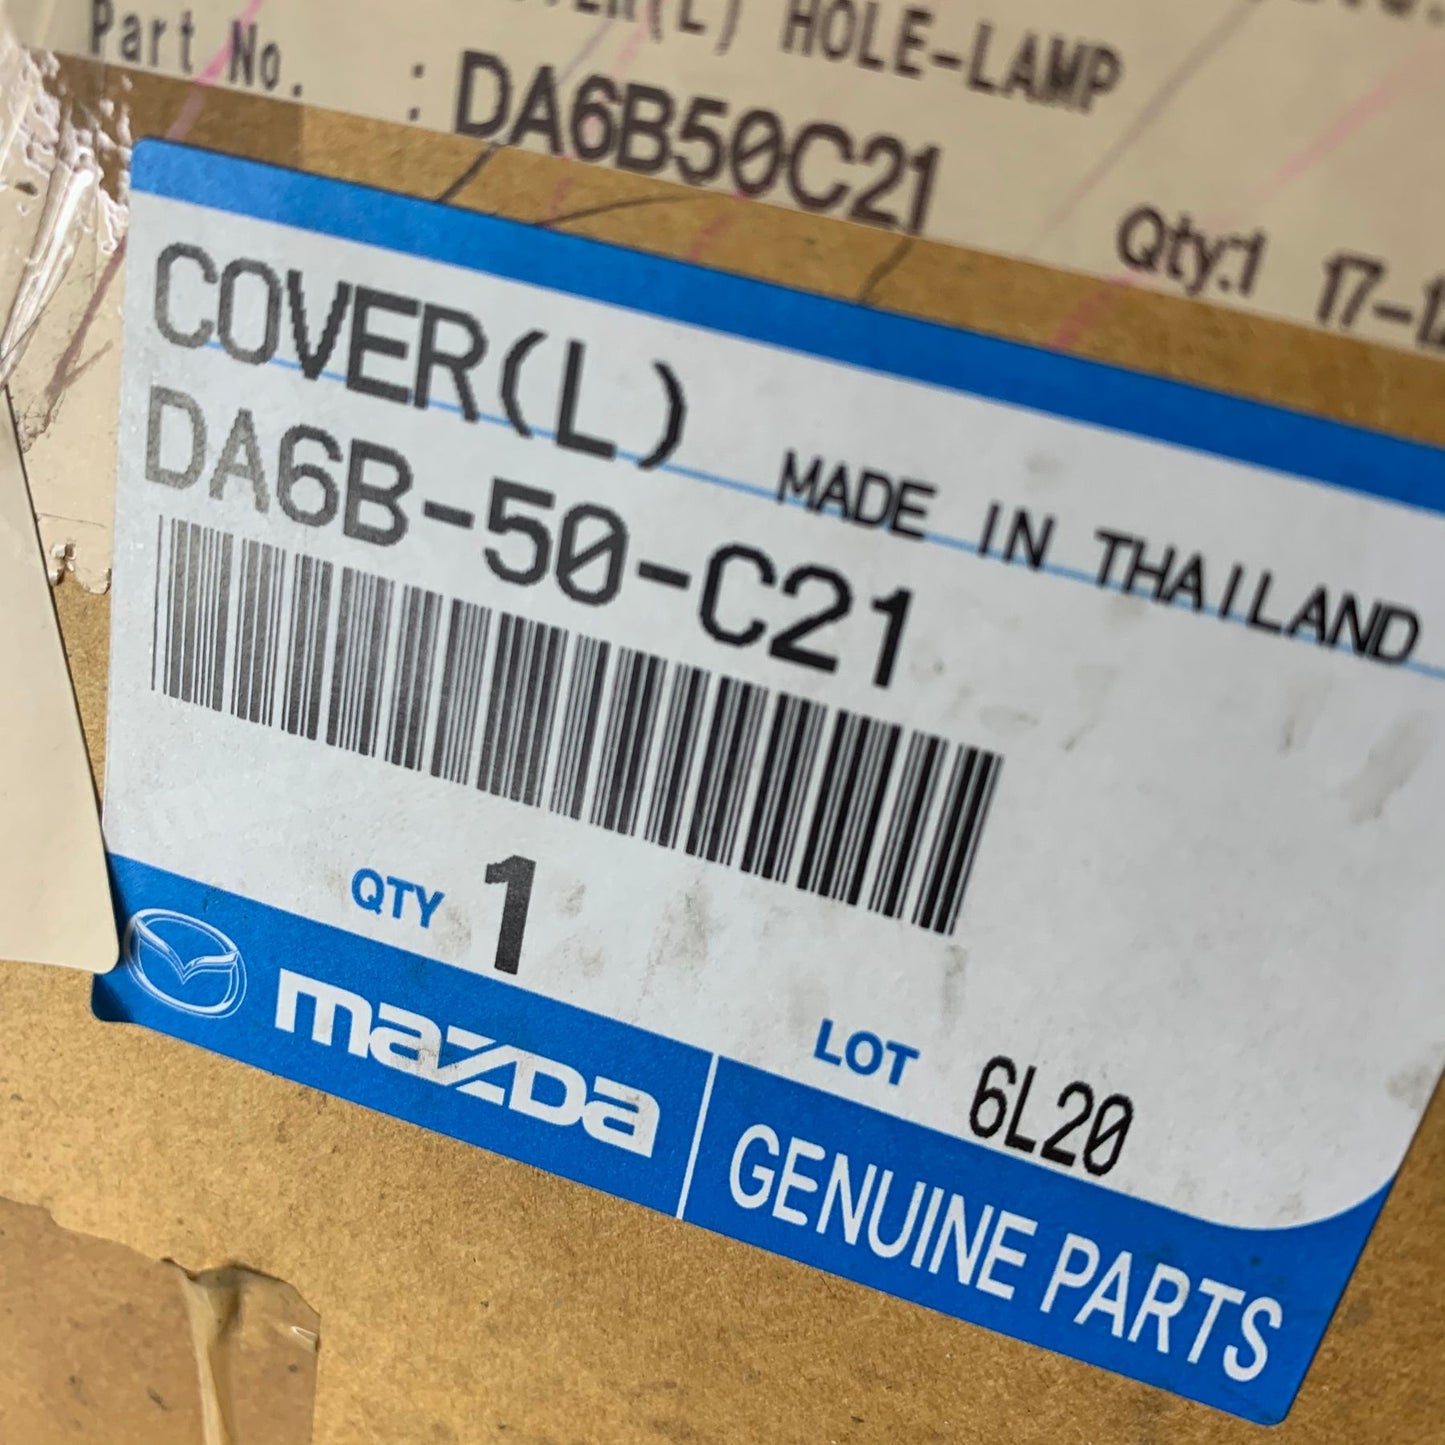 (L) HOLE-LAMP
Part No. : DA6B50C21
Qty:1
COVER(L)
MADE IN THAILAND
DA6B-50-C21
QTY 1
LOT 6L20
mazda
GENUINE PARTS